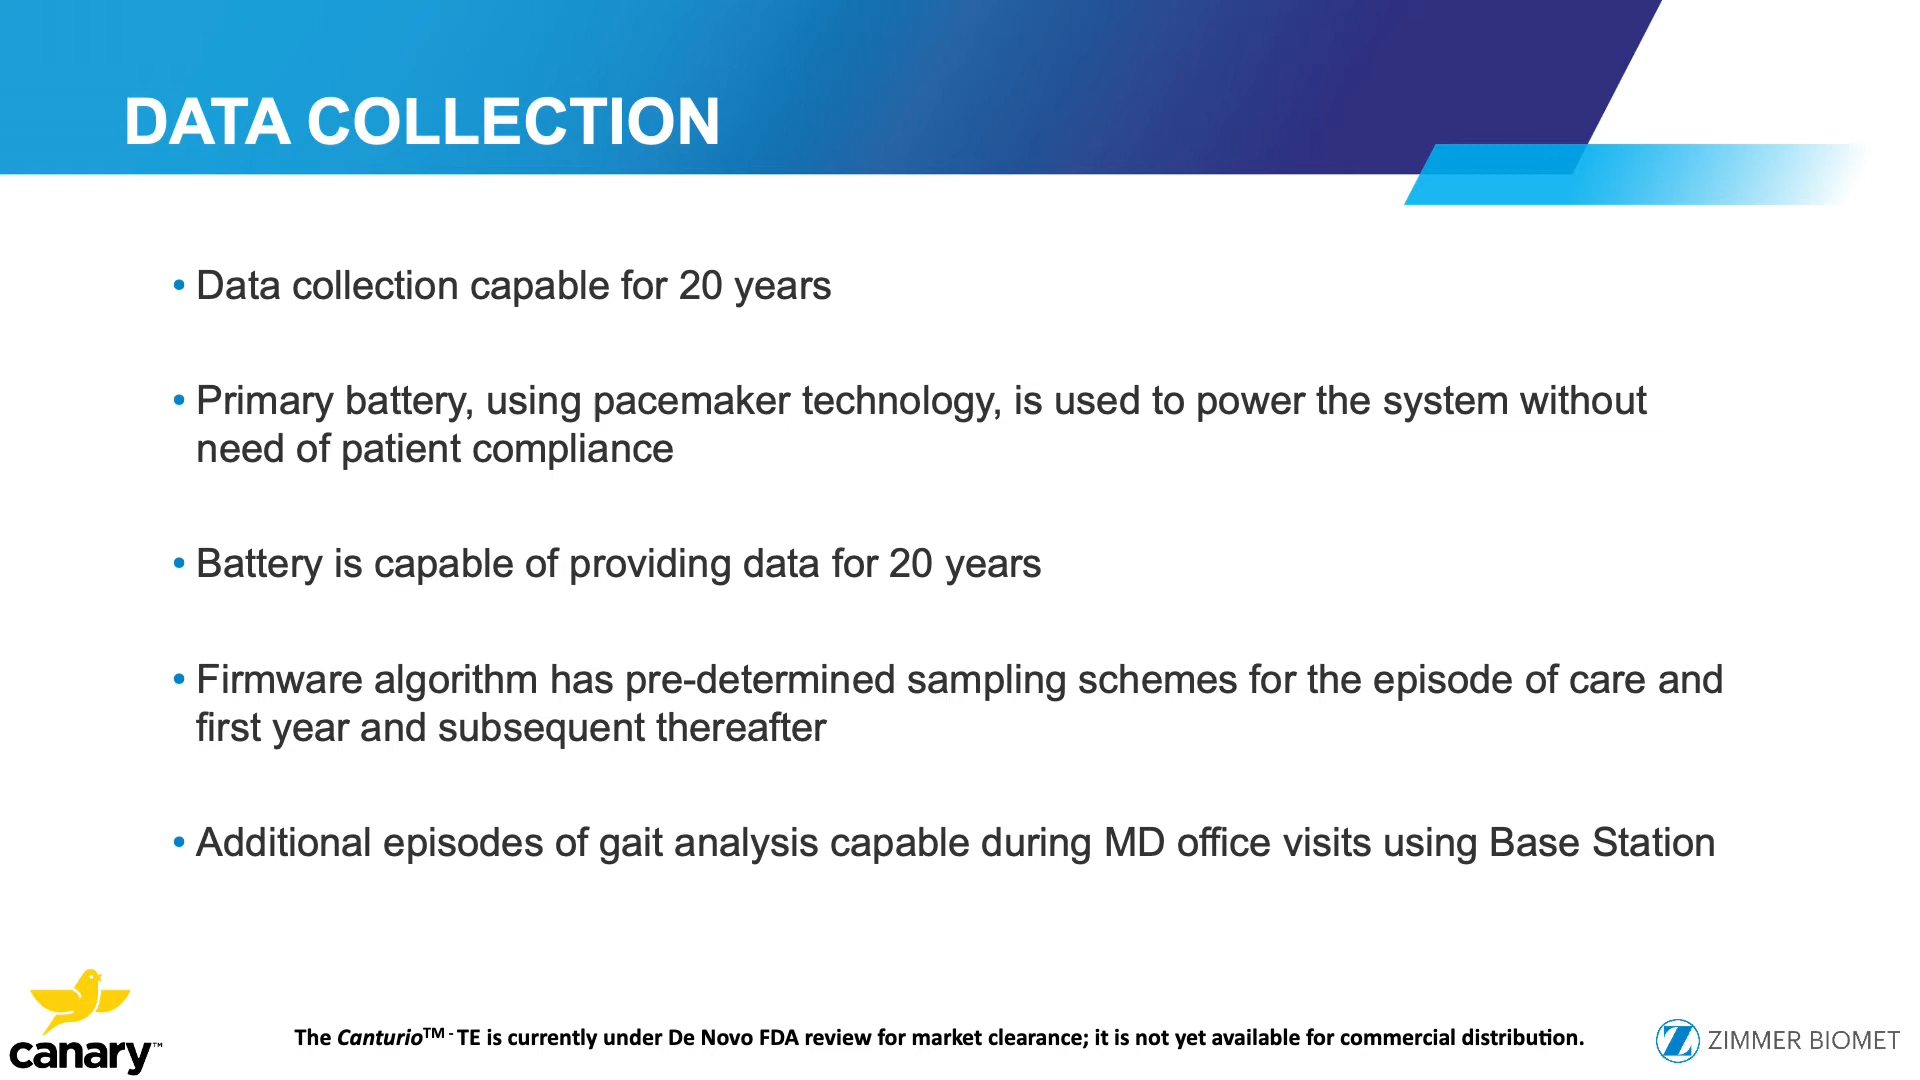 DATA COLLECTION
• Data collection capable for 20 years
• Primary battery, using pacemaker technology, is used to power the system without
need of patient compliance
• Battery is capable of providing data for 20 years
• Firmware algorithm has pre-determined sampling schemes for the episode of care and
first year and subsequent thereafter
• Additional episodes of gait analysis capable during MD office visits using Base Station
canary™
The Canturio™ - TE is currently under De Novo FDA review for market clearance; it is not yet available for commercial distribution.
ZIMMER BIOMET